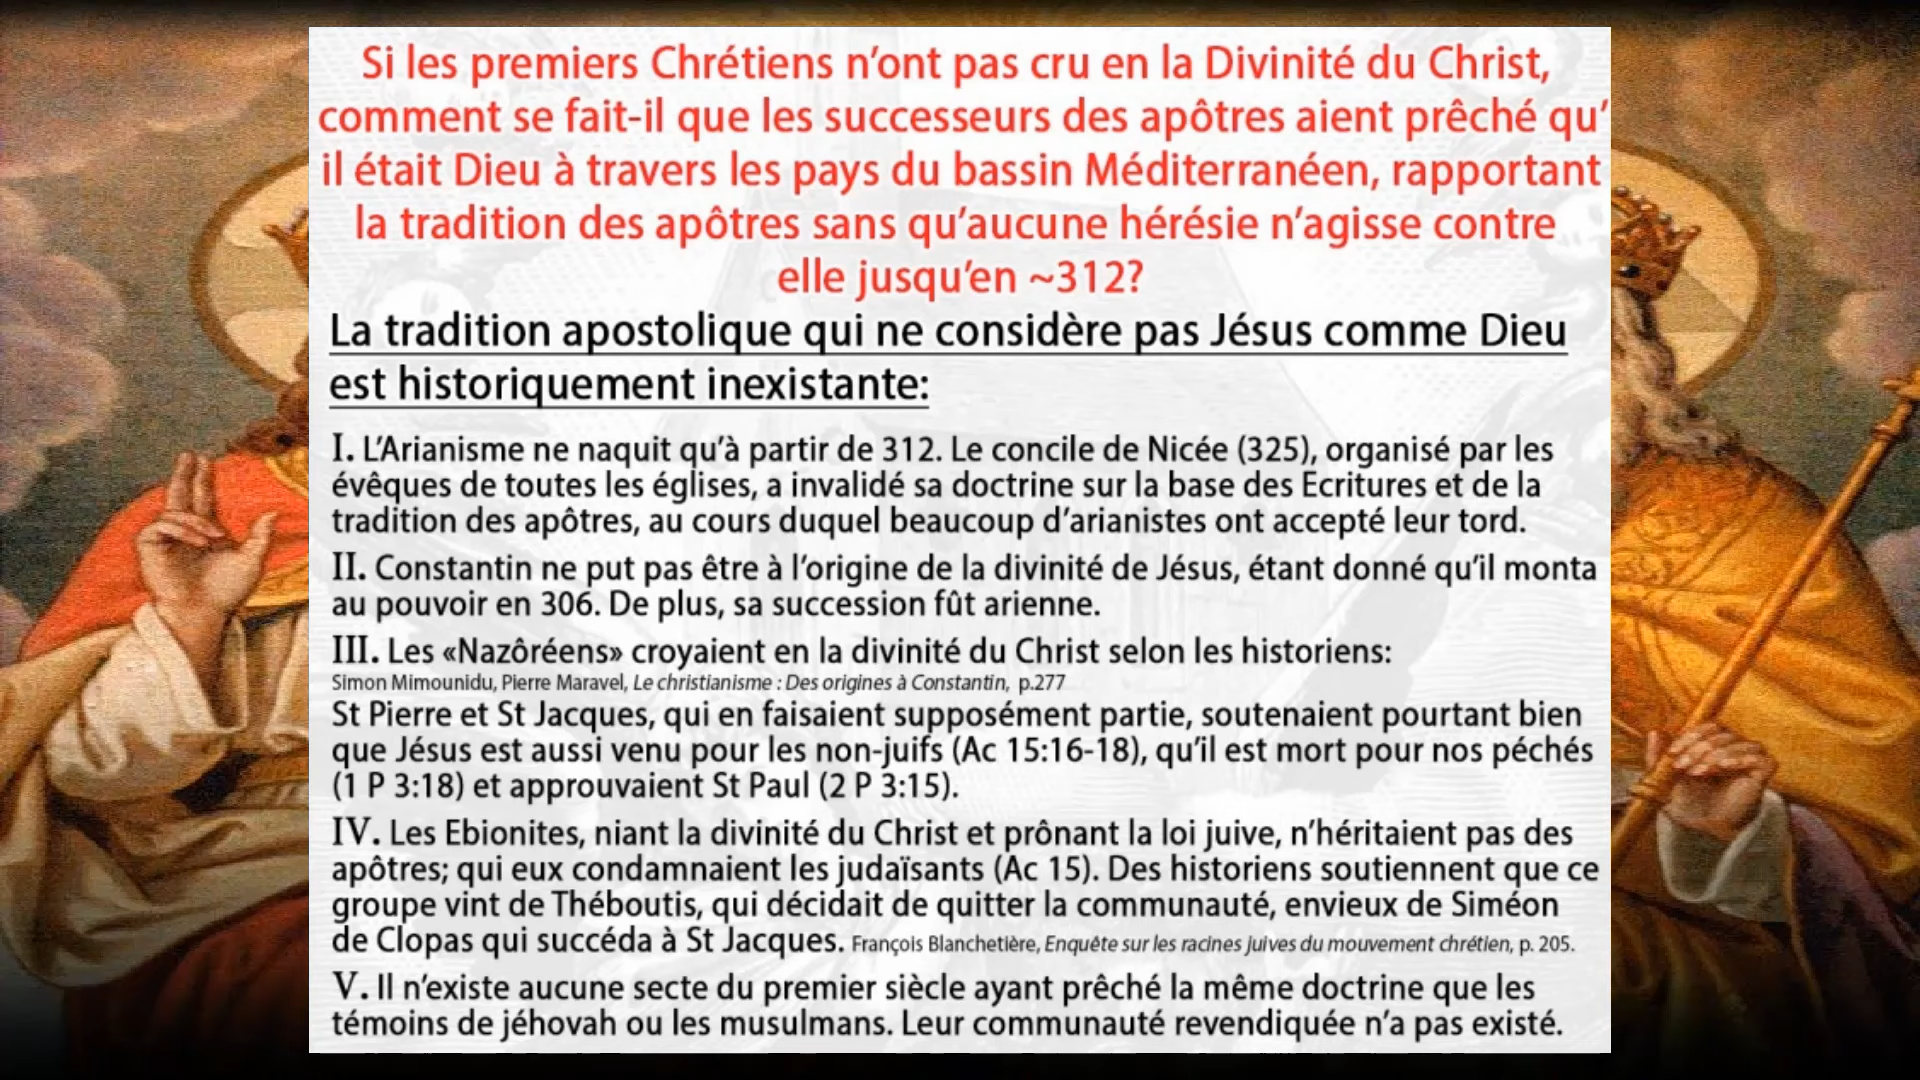 Si les premiers Chrétiens n’ont pas cru en la Divinité du Christ,
comment se fait-il que les successeurs des apôtres aient prêché qu’
il était Dieu à travers les pays du bassin Méditerranéen, rapportant
la tradition des apôtres sans qu’aucune hérésie n’agisse contre
elle jusqu’en ~312?
La tradition apostolique qui ne considère pas Jésus comme Dieu
est historiquement inexistante:
I. L’Arianisme ne naquit qu’à partir de 312. Le concile de Nicée (325), organisé par les
évêques de toutes les églises, a invalidé sa doctrine sur la base des Ecritures et de la
tradition des apôtres, au cours duquel beaucoup d’arianistes ont accepté leur tord.
II. Constantin ne put pas être à l’origine de la divinité de Jésus, étant donné qu’il monta
au pouvoir en 306. De plus, sa succession fût arienne.
III. Les «Nazôréens» croyaient en la divinité du Christ selon les historiens:
Simon Mimounidu, Pierre Maravel, Le christianisme : Des origines à Constantin, p.277
St Pierre et St Jacques, qui en faisaient supposément partie, soutenaient pourtant bien
que Jésus est aussi venu pour les non-juifs (Ac 15:16-18), qu’il est mort pour nos péchés
(1 P 3:18) et approuvaient St Paul (2 P 3:15).
IV. Les Ebionites, niant la divinité du Christ et prônant la loi juive, n’héritaient pas des
apôtres; qui eux condamnaient les judaïsants (Ac 15). Des historiens soutiennent que ce
groupe vint de Théboutis, qui décidait de quitter la communauté, envieux de Siméon
de Clopas qui succéda à St Jacques. François Blanchetière, Enquête sur les racines juives du mouvement chrétien, p. 205.
V. Il n’existe aucune secte du premier siècle ayant prêché la même doctrine que les
témoins de jéhovah ou les musulmans. Leur communauté revendiquée n’a pas existé.